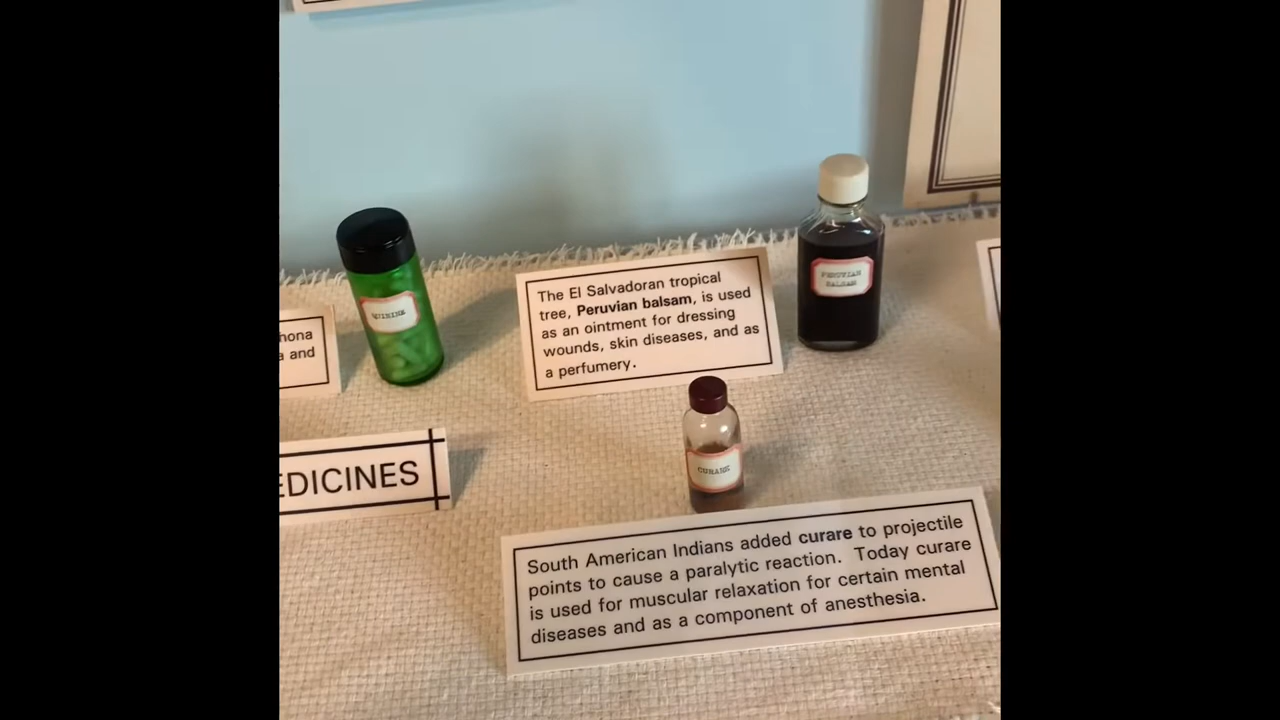 QUININE
PERUVIAN
BALSAM
The El Salvadoran tropical
tree, Peruvian balsam, is used
as an ointment for dressing
wounds, skin diseases, and as
a perfumery.
hona
a and
EDICINES
CURARE
South American Indians added curare to projectile
points to cause a paralytic reaction. Today curare
is used for muscular relaxation for certain mental
diseases and as a component of anesthesia.